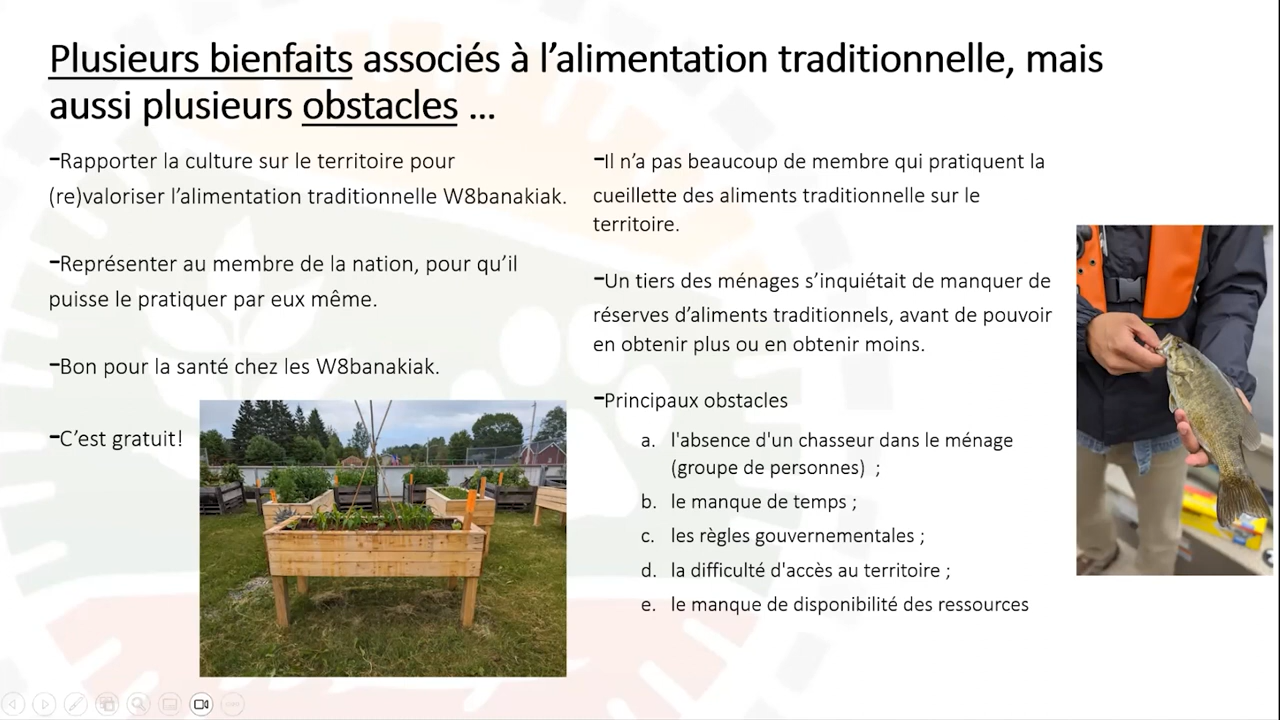 Plusieurs bienfaits associés à l’alimentation traditionnelle, mais
aussi plusieurs obstacles ...
-Rapporter la culture sur le territoire pour
(re)valoriser l’alimentation traditionnelle W8banakiak.
-Représenter au membre de la nation, pour qu’il
puisse le pratiquer par eux même.
-Bon pour la santé chez les W8banakiak.
-C’est gratuit!
-Il n’a pas beaucoup de membre qui pratiquent la
cueillette des aliments traditionnelle sur le
territoire.
-Un tiers des ménages s’inquiétait de manquer de
réserves d’aliments traditionnels, avant de pouvoir
en obtenir plus ou en obtenir moins.
-Principaux obstacles
a. l'absence d'un chasseur dans le ménage
(groupe de personnes) ;
b. le manque de temps ;
c. les règles gouvernementales ;
d. la difficulté d'accès au territoire ;
e. le manque de disponibilité des ressources